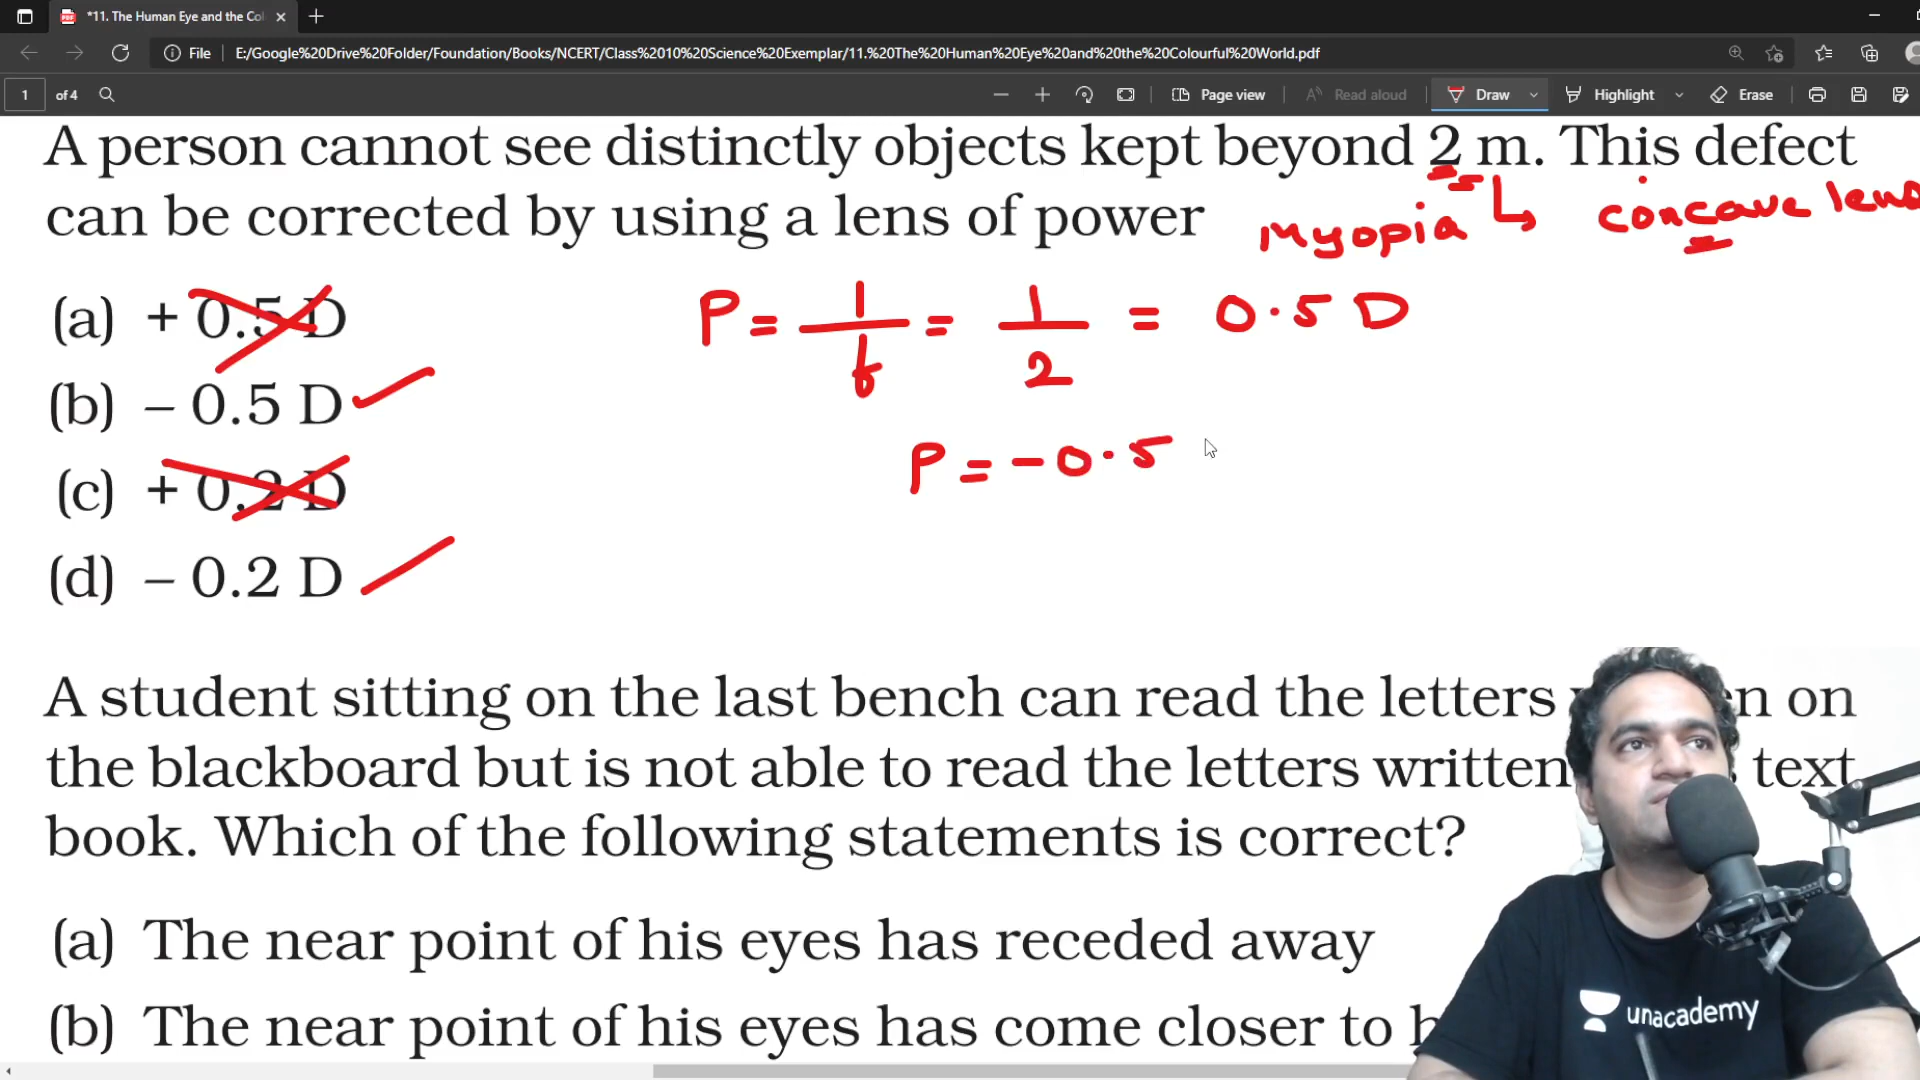 *11. The Human Eye and the Col
File
E:/Google%20Drive%20Folder/Foundation/Books/NCERT/Class%2010%20Science%20Exemplar/11.%20The%20Human%20Eye%20and%20the%20Colourful%20World.pdf
1 of 4
Page view
Read aloud
Draw
Highlight
Erase
A person cannot see distinctly objects kept beyond 2 m. This defect
can be corrected by using a lens of power
myopia concave lens
(a) + 0.5 D
P = 1/f = 1/2 = 0.5 D
(b) – 0.5 D
P = -0.5
(c) + 0.2 D
(d) – 0.2 D
A student sitting on the last bench can read the letters on
the blackboard but is not able to read the letters written text
book. Which of the following statements is correct?
(a) The near point of his eyes has receded away
(b) The near point of his eyes has come closer to
unacademy